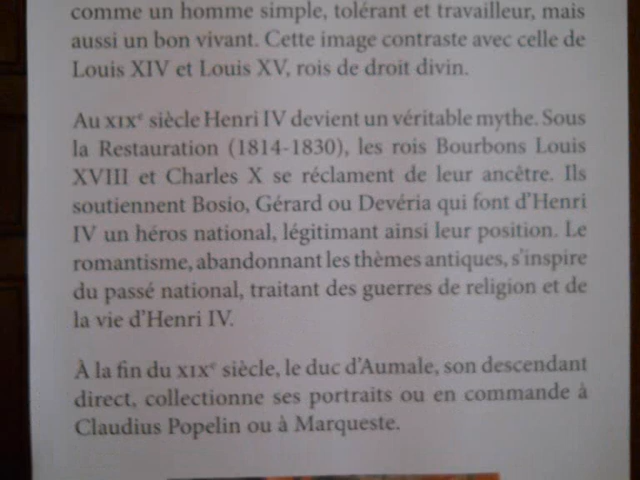 comme un homme simple, tolérant et travailleur, mais
aussi un bon vivant. Cette image contraste avec celle de
Louis XIV et Louis XV, rois de droit divin.
Au XIXe siècle Henri IV devient un véritable mythe. Sous
la Restauration (1814-1830), les rois Bourbons Louis
XVIII et Charles X se réclament de leur ancêtre. Ils
soutiennent Bosio, Gérard ou Devéria qui font d'Henri
IV un héros national, légitimant ainsi leur position. Le
romantisme, abandonnant les thèmes antiques, s'inspire
du passé national, traitant des guerres de religion et de
la vie d'Henri IV.
À la fin du XIXe siècle, le duc d'Aumale, son descendant
direct, collectionne ses portraits ou en commande à
Claudius Popelin ou à Marqueste.